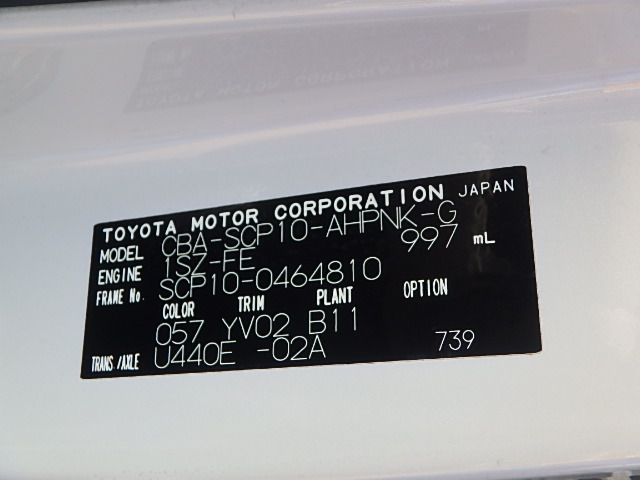 TOYOTA MOTOR CORPORATION JAPAN
MODEL CBA-SCP10-AHPNK-G
ENGINE 1SZ-FE 997 mL
FRAME No. SCP10-0464810
COLOR TRIM PLANT OPTION
057 YV02 B11
TRANS./AXLE U440E -02A 739